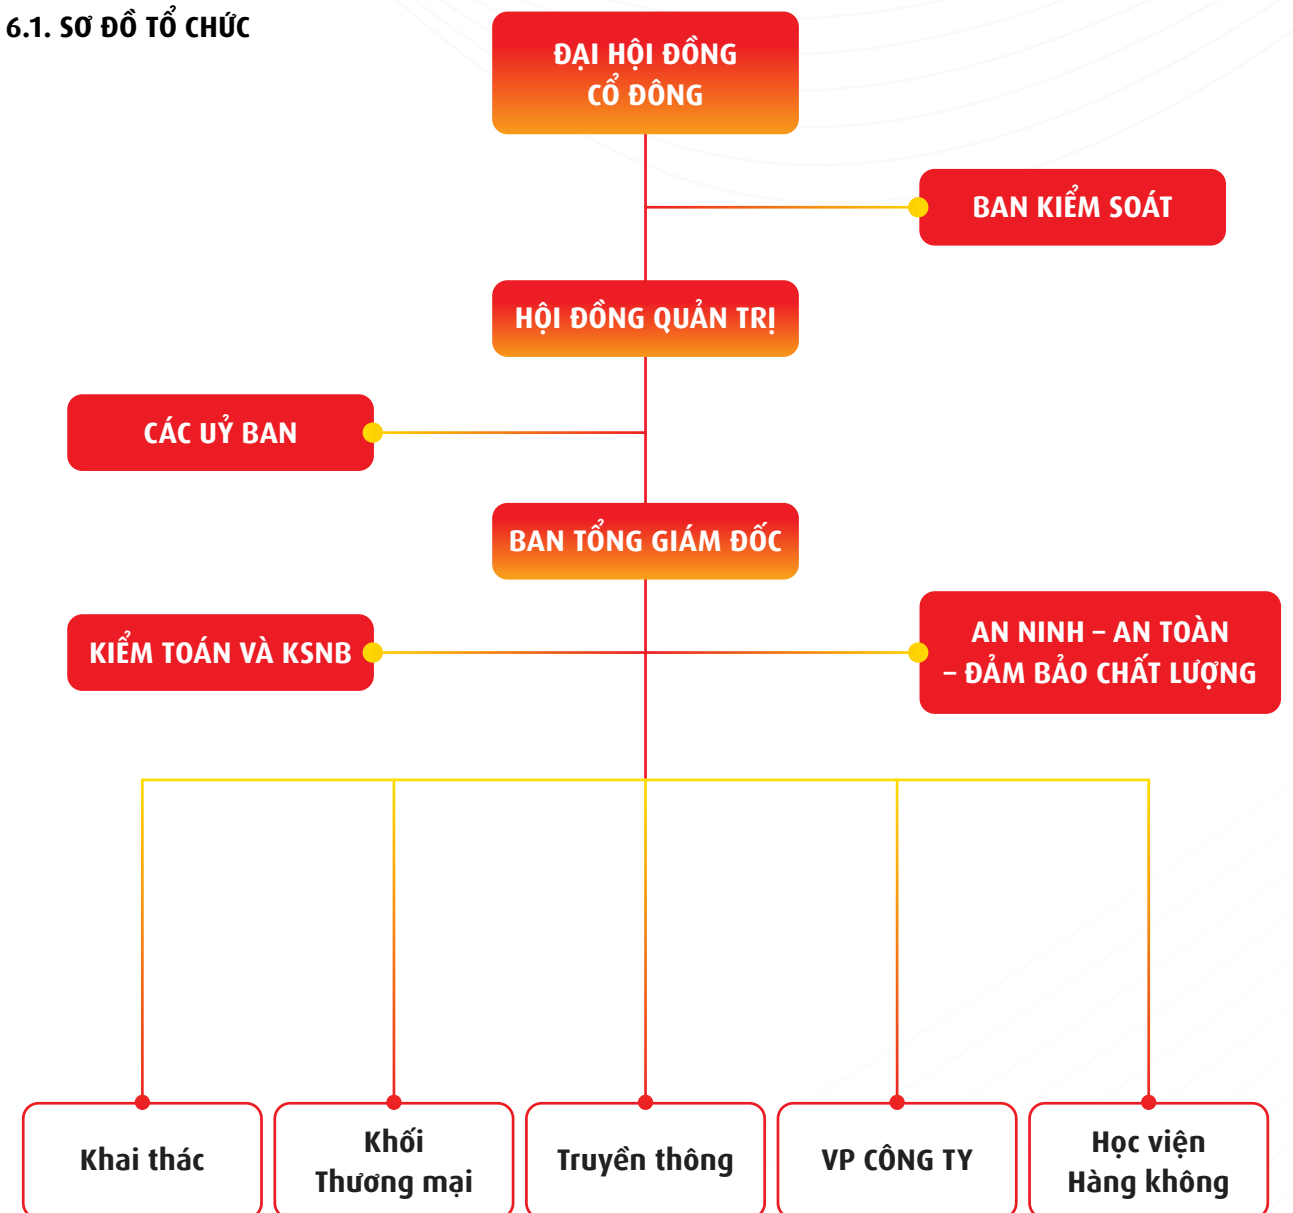 6.1. SƠ ĐỒ TỔ CHỨC
ĐẠI HỘI ĐỒNG
CỔ ĐÔNG
BAN KIỂM SOÁT
HỘI ĐỒNG QUẢN TRỊ
CÁC UỶ BAN
BAN TỔNG GIÁM ĐỐC
KIỂM TOÁN VÀ KSNB
AN NINH – AN TOÀN
– ĐẢM BẢO CHẤT LƯỢNG
Khai thác
Khối
Thương mại
Truyền thông
VP CÔNG TY
Học viện
Hàng không